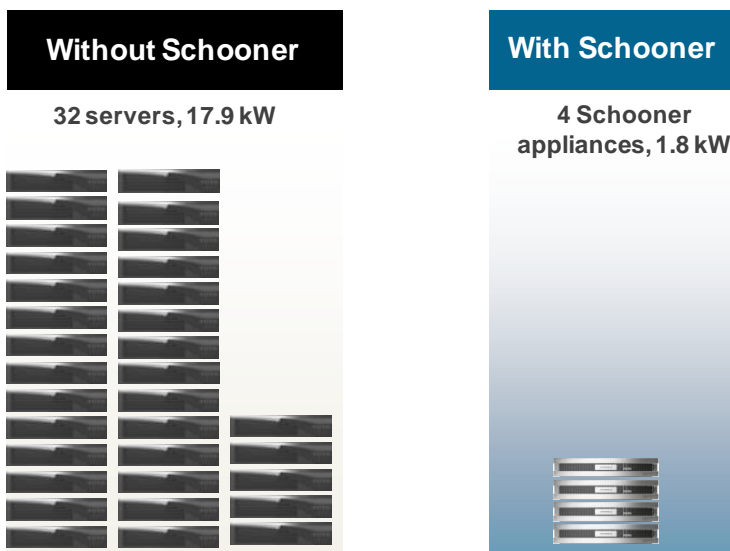 Without Schooner
32 servers, 17.9 kW
With Schooner
4 Schooner
appliances, 1.8 kW